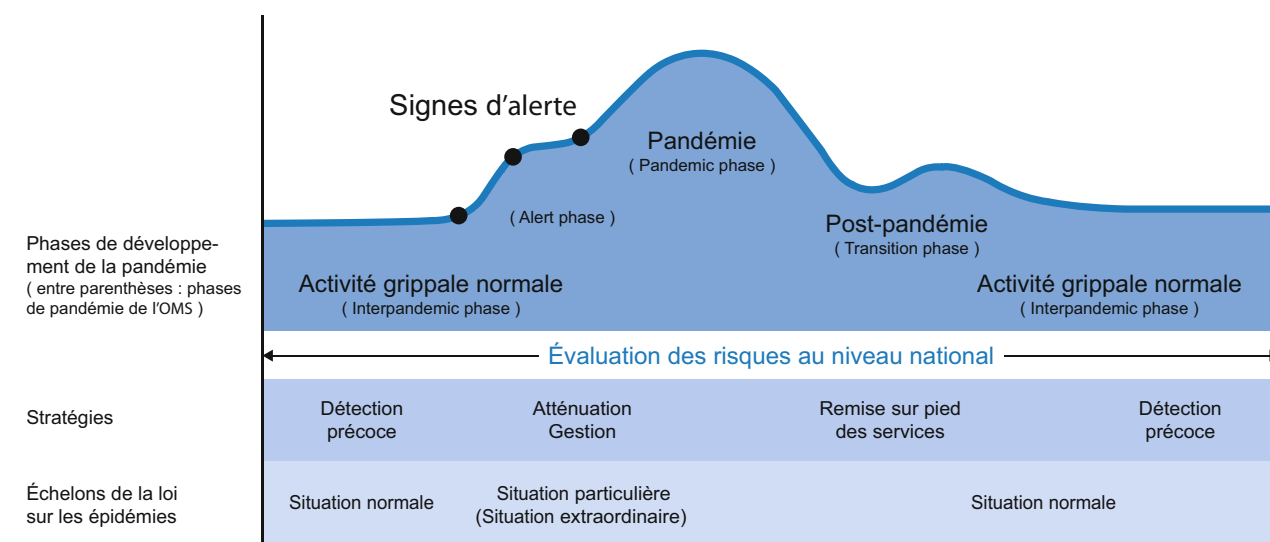 Signes d'alerte
Pandémie
( Pandemic phase )
( Alert phase )
Post-pandémie
( Transition phase )
Phases de développe-
ment de la pandémie
( entre parenthèses : phases
de pandémie de l'OMS )
Activité grippale normale
( Interpandemic phase )
Activité grippale normale
( Interpandemic phase )
Évaluation des risques au niveau national
Stratégies
Détection
précoce
Atténuation
Gestion
Remise sur pied
des services
Détection
précoce
Échelons de la loi
sur les épidémies
Situation normale
Situation particulière
(Situation extraordinaire)
Situation normale